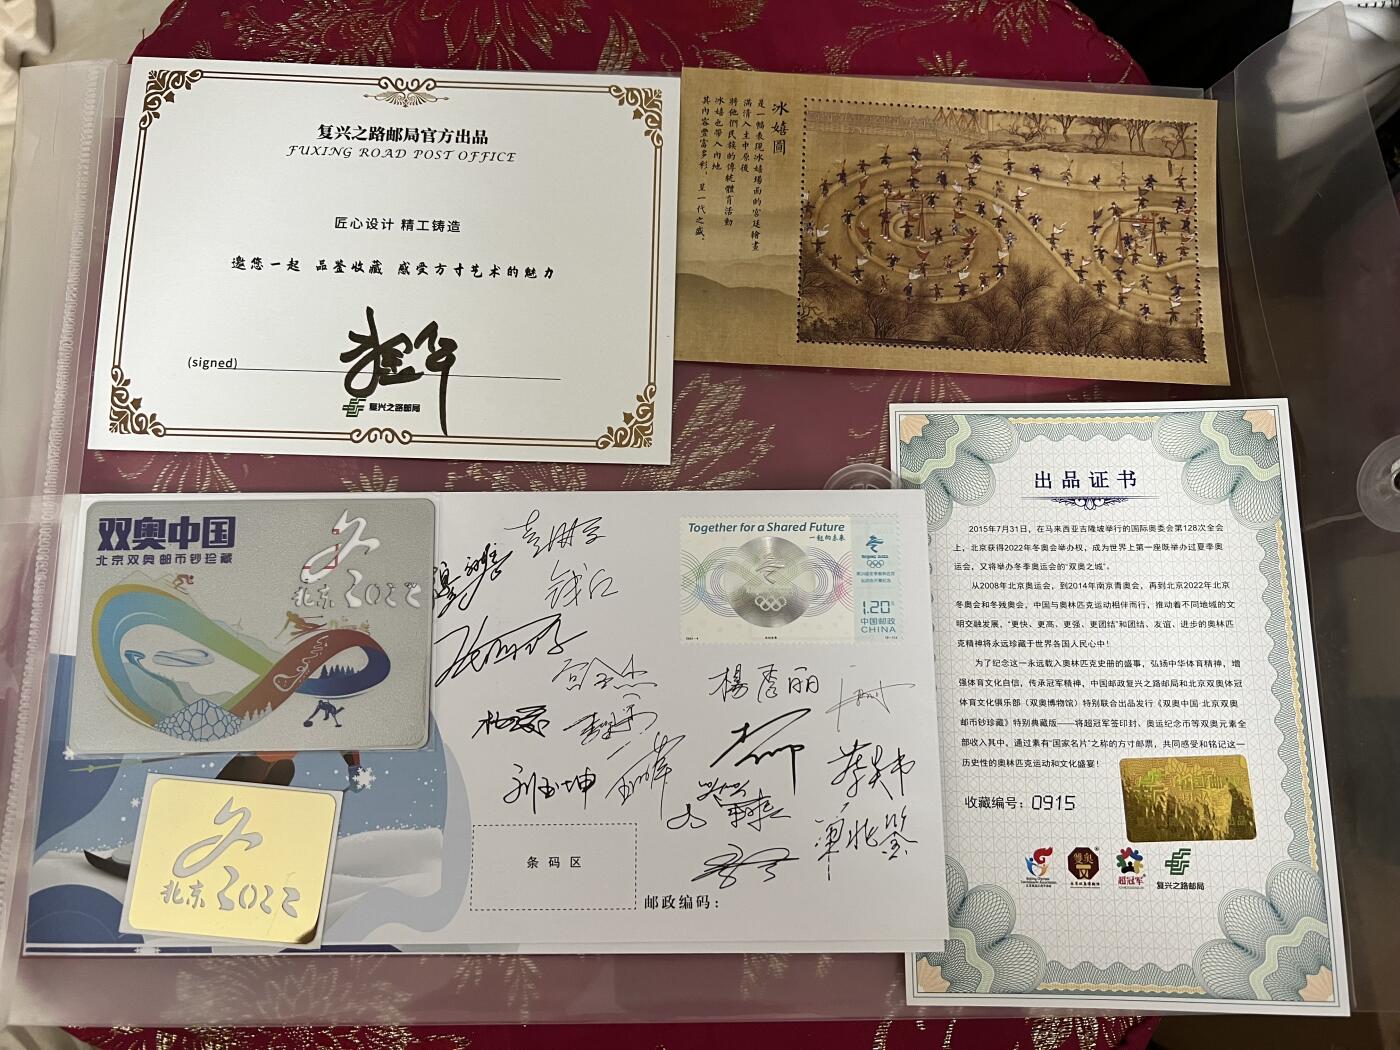 复兴之路邮局官方出品
FUXING ROAD POST OFFICE
匠心设计 精工铸造
邀您一起 品鉴收藏 感受方寸艺术的魅力
(signed)
复兴之路邮局
冰嬉圖
是一幅表現冰嬉場面的宮廷繪畫
滿清入主中原後
將他們民族的傳統體育活動
冰嬉也帶入内地
其內容豐富多彩，呈一代之盛。
双奥中国
北京双奥邮币钞珍藏
北京2022
北京2022
Together for a Shared Future
一起向未来
BEIJING 2022
1.20
中国邮政
CHINA
钱红
杨秀丽
刘玉坤
条码区
邮政编码：
出品证书
2015年7月31日，在马来西亚吉隆坡举行的国际奥委会第128次全会
上，北京获得2022年冬奥会举办权，成为世界上第一座既举办过夏季奥
运会，又将举办冬季奥运会的“双奥之城”。
从2008年北京奥运会，到2014年南京青奥会，再到北京2022年北京
冬奥会和冬残奥会，中国与奥林匹克运动相伴而行，推动着不同地域的文
明交融发展，“更快、更高、更强、更团结”和团结、友谊、进步的奥林匹
克精神将永远珍藏于世界各国人民心中！
为了纪念这一永载入奥林匹克史册的盛事，弘扬中华体育精神，增
强体育文化自信，传承冠军精神，中国邮政复兴之路邮局和北京双奥体冠
体育文化俱乐部（双奥博物馆）特别联合出品发行《双奥中国·北京双奥
邮币钞珍藏》特别典藏版——将超冠军签印封、奥运纪念币等双奥元素全
部收入其中，通过素有“国家名片”之称的方寸邮票，共同感受和铭记这一
历史性的奥林匹克运动和文化盛宴！
收藏编号：0915
雙奥
超冠军
复兴之路邮局